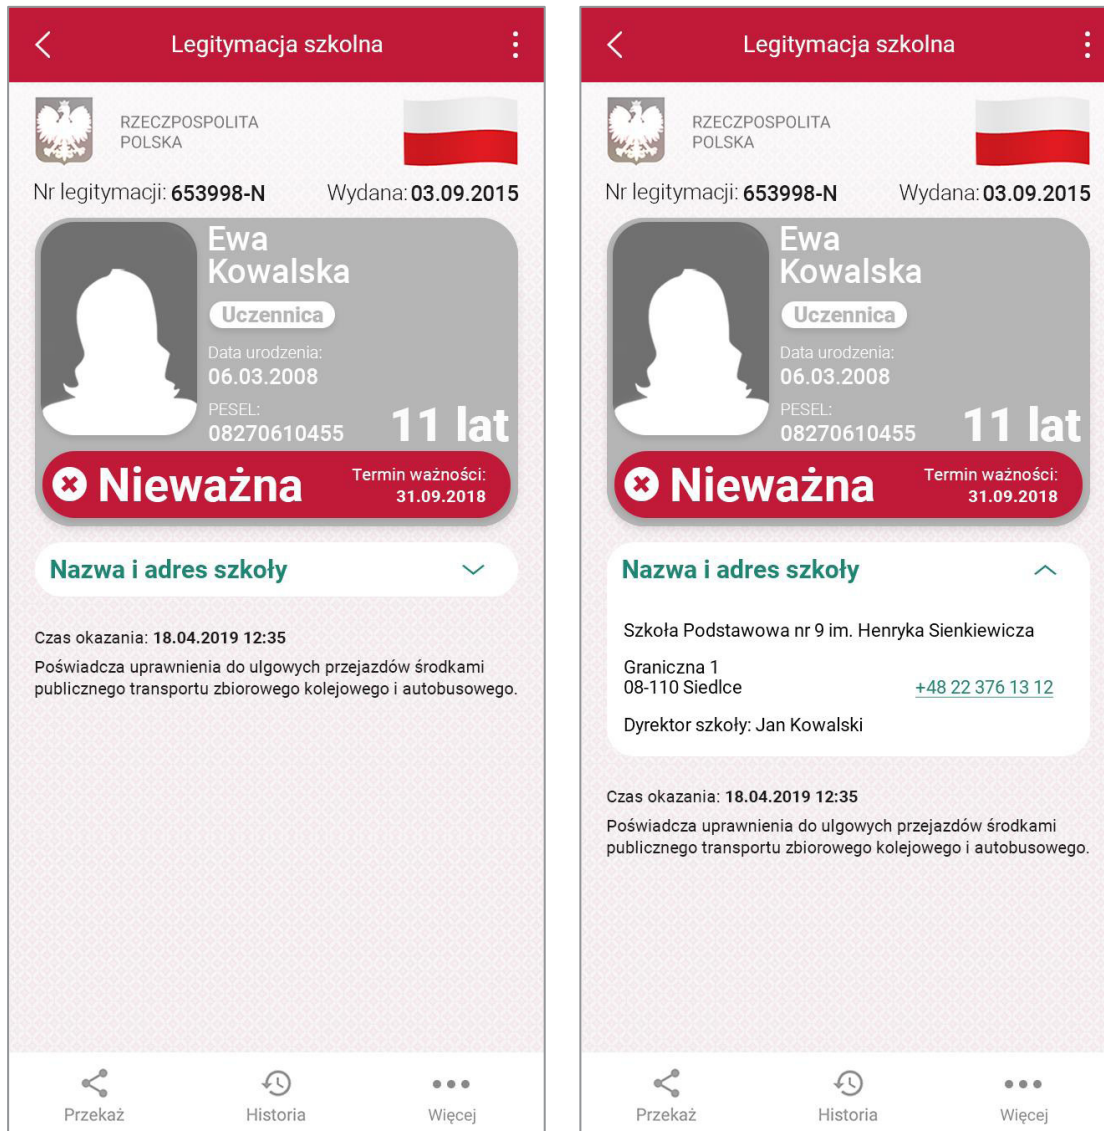 Legitymacja szkolna
RZECZPOSPOLITA
POLSKA
Nr legitymacji: 653998-N Wydana: 03.09.2015
Ewa
Kowalska
Uczennica
Data urodzenia:
06.03.2008
PESEL:
08270610455
11 lat
Nieważna
Termin ważności:
31.09.2018
Nazwa i adres szkoły
Czas okazania: 18.04.2019 12:35
Poświadcza uprawnienia do ulgowych przejazdów środkami
publicznego transportu zbiorowego kolejowego i autobusowego.
Przekaż
Historia
Więcej
Legitymacja szkolna
RZECZPOSPOLITA
POLSKA
Nr legitymacji: 653998-N Wydana: 03.09.2015
Ewa
Kowalska
Uczennica
Data urodzenia:
06.03.2008
PESEL:
08270610455
11 lat
Nieważna
Termin ważności:
31.09.2018
Nazwa i adres szkoły
Szkoła Podstawowa nr 9 im. Henryka Sienkiewicza
Graniczna 1
08-110 Siedlce +48 22 376 13 12
Dyrektor szkoły: Jan Kowalski
Czas okazania: 18.04.2019 12:35
Poświadcza uprawnienia do ulgowych przejazdów środkami
publicznego transportu zbiorowego kolejowego i autobusowego.
Przekaż
Historia
Więcej